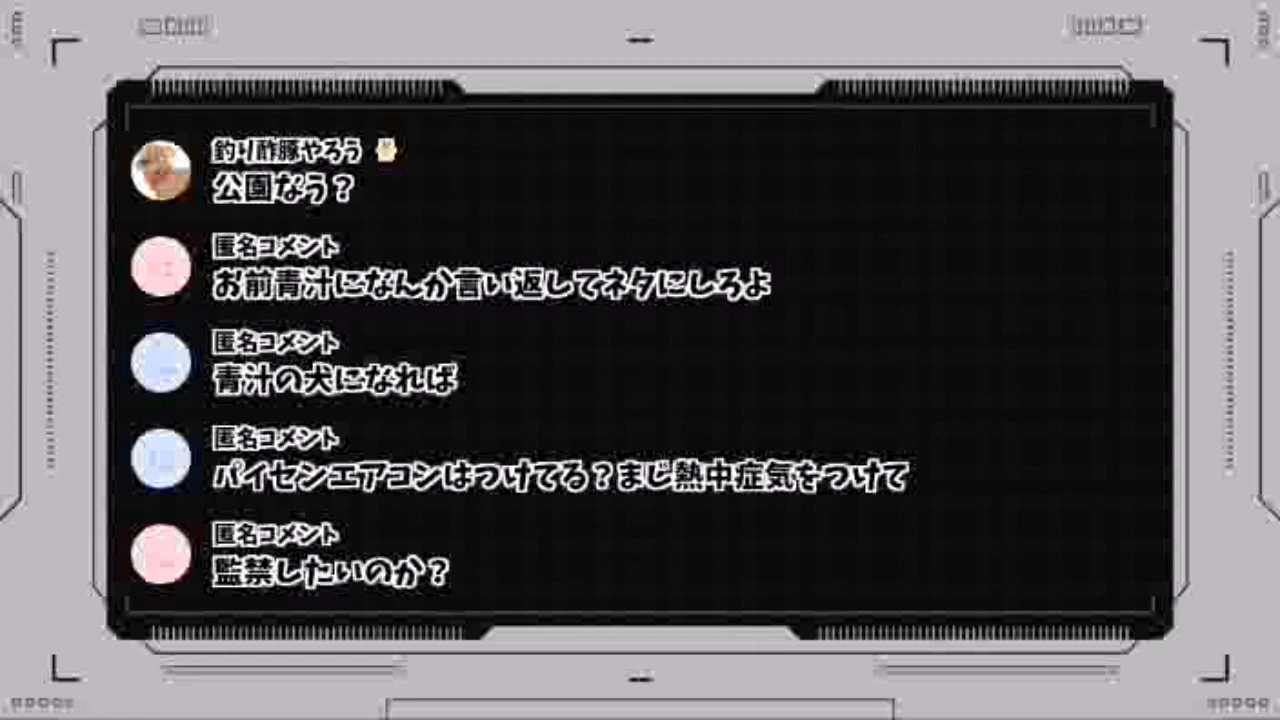 釣り酢豚やろう
公園なう？
匿名コメント
お前青汁になんか言い返してネタにしろよ
匿名コメント
青汁の犬になれば
匿名コメント
パイセンエアコンはつけてる？まじ熱中症気をつけて
匿名コメント
監禁したいのか？